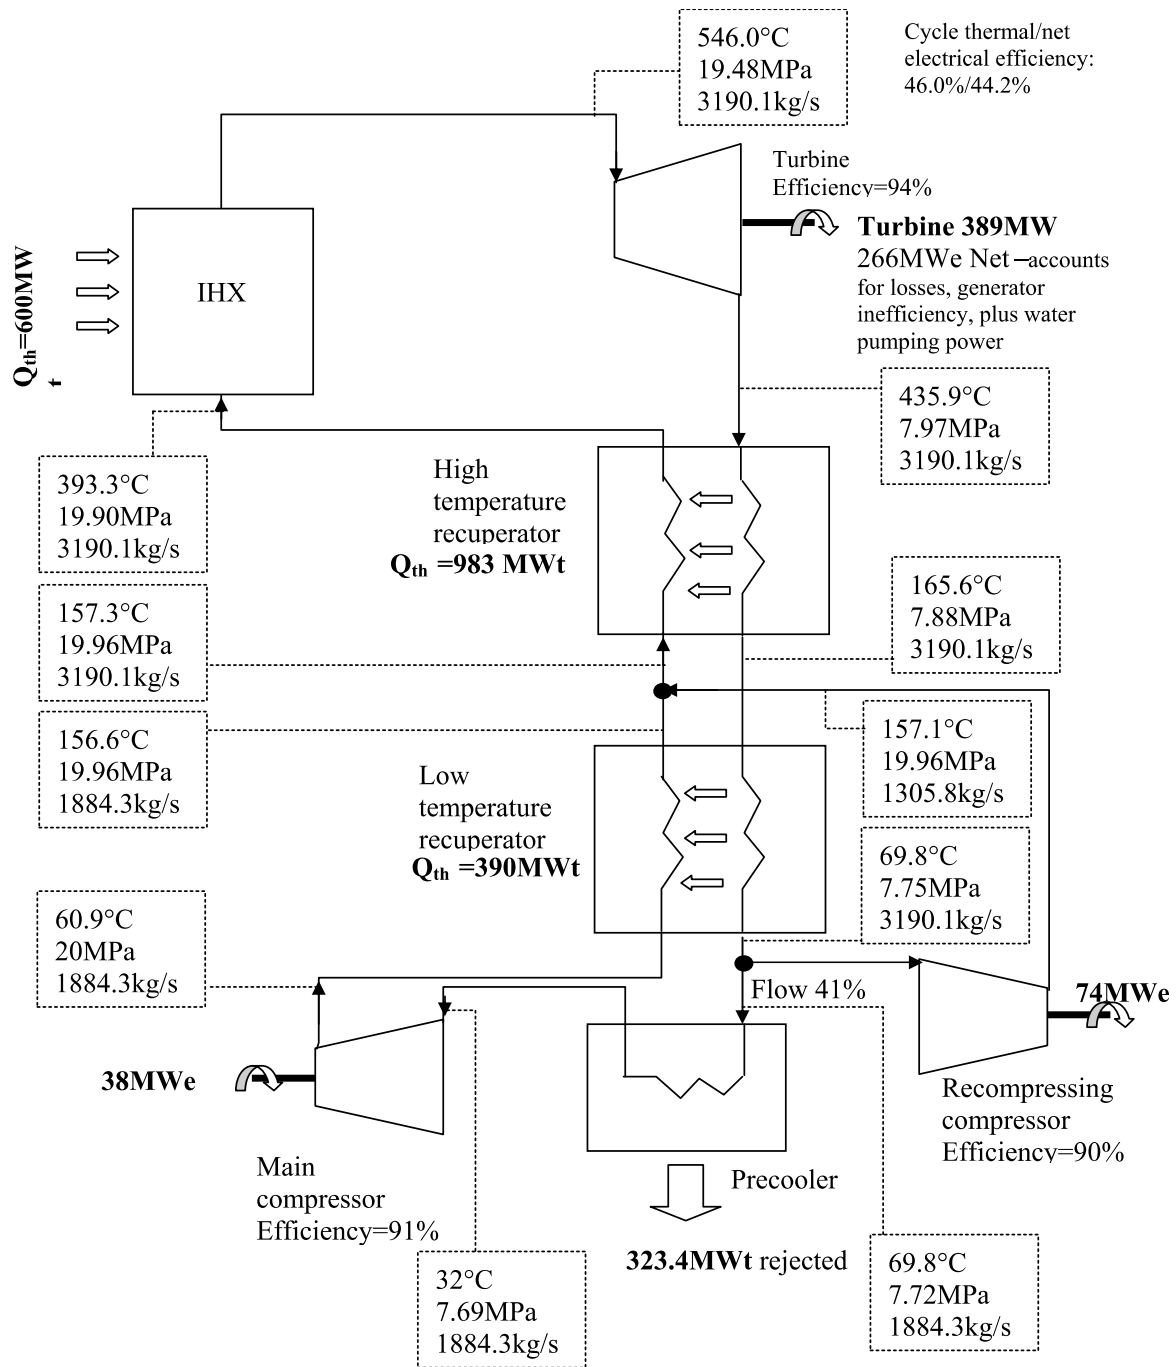 546.0°C
19.48MPa
3190.1kg/s
Cycle thermal/net
electrical efficiency:
46.0%/44.2%
Turbine
Efficiency=94%
Turbine 389MW
266MWe Net –accounts
for losses, generator
inefficiency, plus water
pumping power
IHX
Qth=600MW
t
435.9°C
7.97MPa
3190.1kg/s
High
temperature
recuperator
Qth =983 MWt
393.3°C
19.90MPa
3190.1kg/s
165.6°C
7.88MPa
3190.1kg/s
157.3°C
19.96MPa
3190.1kg/s
156.6°C
19.96MPa
1884.3kg/s
157.1°C
19.96MPa
1305.8kg/s
Low
temperature
recuperator
Qth =390MWt
69.8°C
7.75MPa
3190.1kg/s
60.9°C
20MPa
1884.3kg/s
Flow 41%
74MWe
38MWe
Recompressing
compressor
Efficiency=90%
Main
compressor
Efficiency=91%
Precooler
323.4MWt rejected
32°C
7.69MPa
1884.3kg/s
69.8°C
7.72MPa
1884.3kg/s